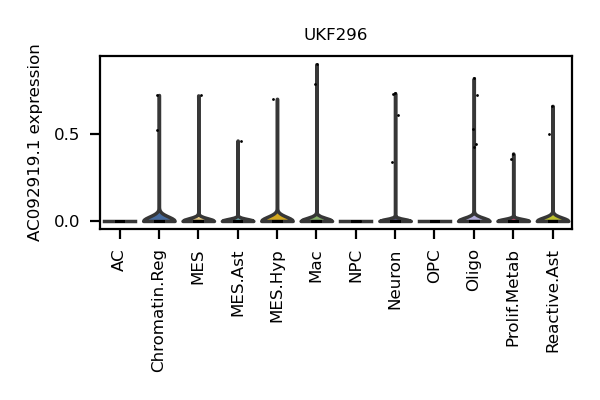 UKF296
AC092919.1 expression
0.5
0.0
AC
Chromatin.Reg
MES
MES.Ast
MES.Hyp
Mac
NPC
Neuron
OPC
Oligo
Prolif.Metab
Reactive.Ast